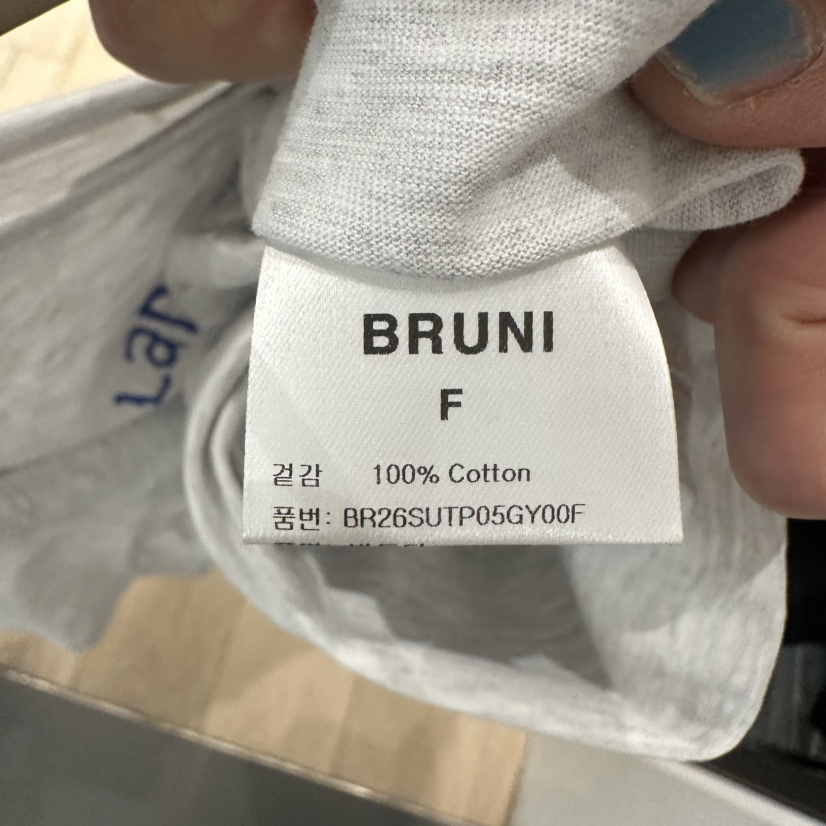 BRUNI
F
겉감 100% Cotton
품번: BR26SUTP05GY00F